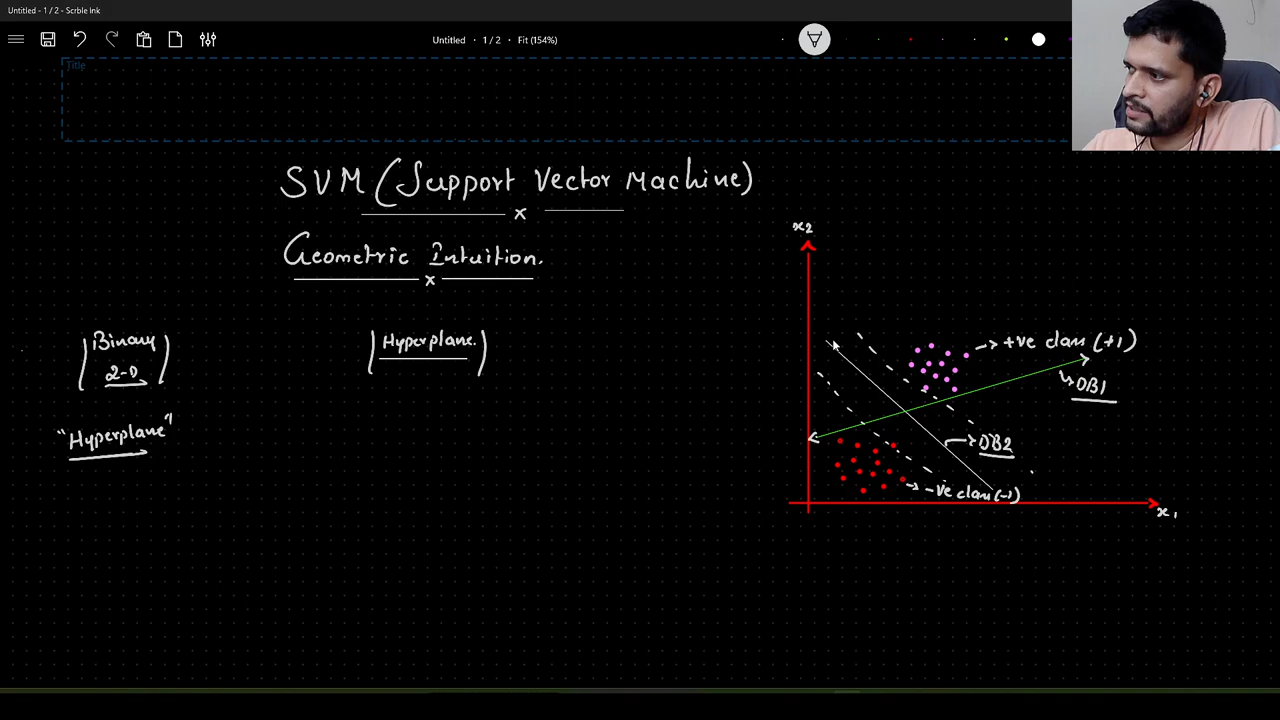 Untitled - 1 / 2 - Scrble Ink
Untitled • 1 / 2 • Fit (154%)
Title
SVM (Support Vector Machine)
x
Geometric Intuition.
x
Binary
2-D
"Hyperplane"
Hyperplane.
x2
+ve class (+1)
DB1
DB2
-ve class (-1)
x1